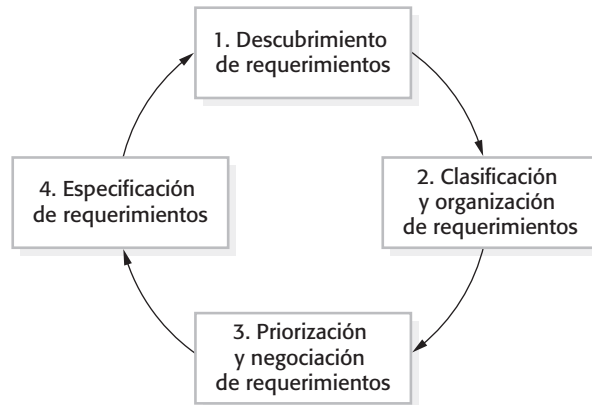 1. Descubrimiento
de requerimientos
2. Clasificación
y organización
de requerimientos
3. Priorización
y negociación
de requerimientos
4. Especificación
de requerimientos